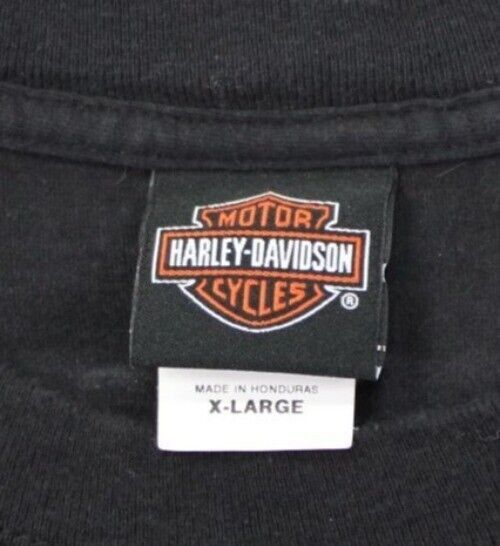 MOTOR
HARLEY-DAVIDSON
CYCLES
®
MADE IN HONDURAS
X-LARGE